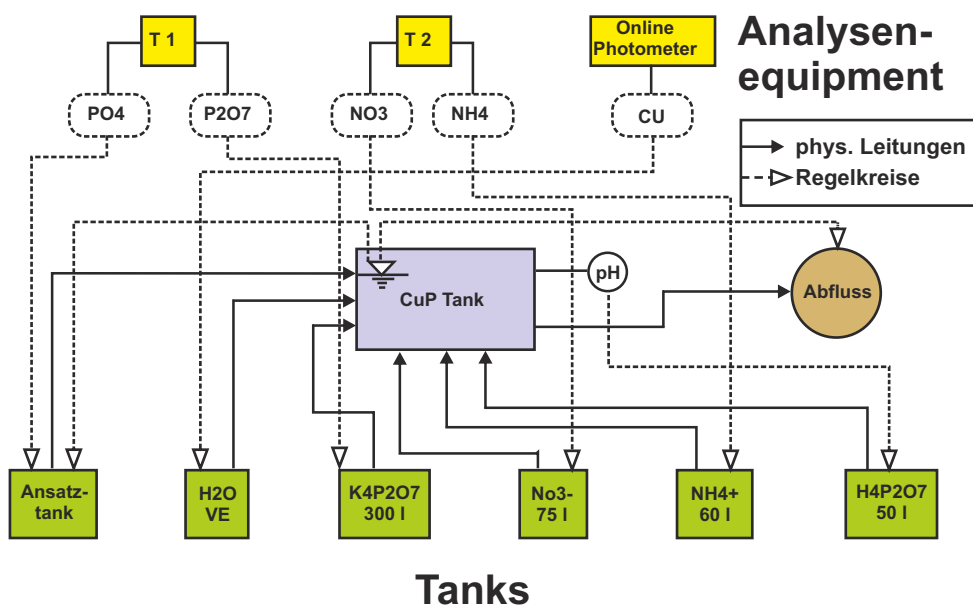 T 1
T 2
Online
Photometer
Analysen-
equipment
PO4
P2O7
NO3
NH4
CU
phys. Leitungen
Regelkreise
pH
CuP Tank
Abfluss
Ansatz-
tank
H2O
VE
K4P2O7
300 l
No3-
75 l
NH4+
60 l
H4P2O7
50 l
Tanks